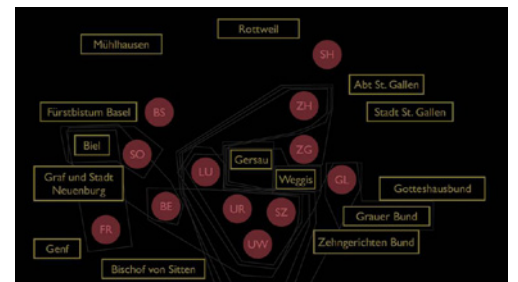 Rottweil
Mühlhausen
SH
Abt St. Gallen
ZH
Stadt St. Gallen
Fürstbistum Basel
BS
Biel
SO
ZG
Gersau
LU
Weggis
GL
Graf und Stadt
Neuenburg
Gotteshausbund
BE
UR
SZ
Grauer Bund
FR
UW
Zehngerichten Bund
Genf
Bischof von Sitten